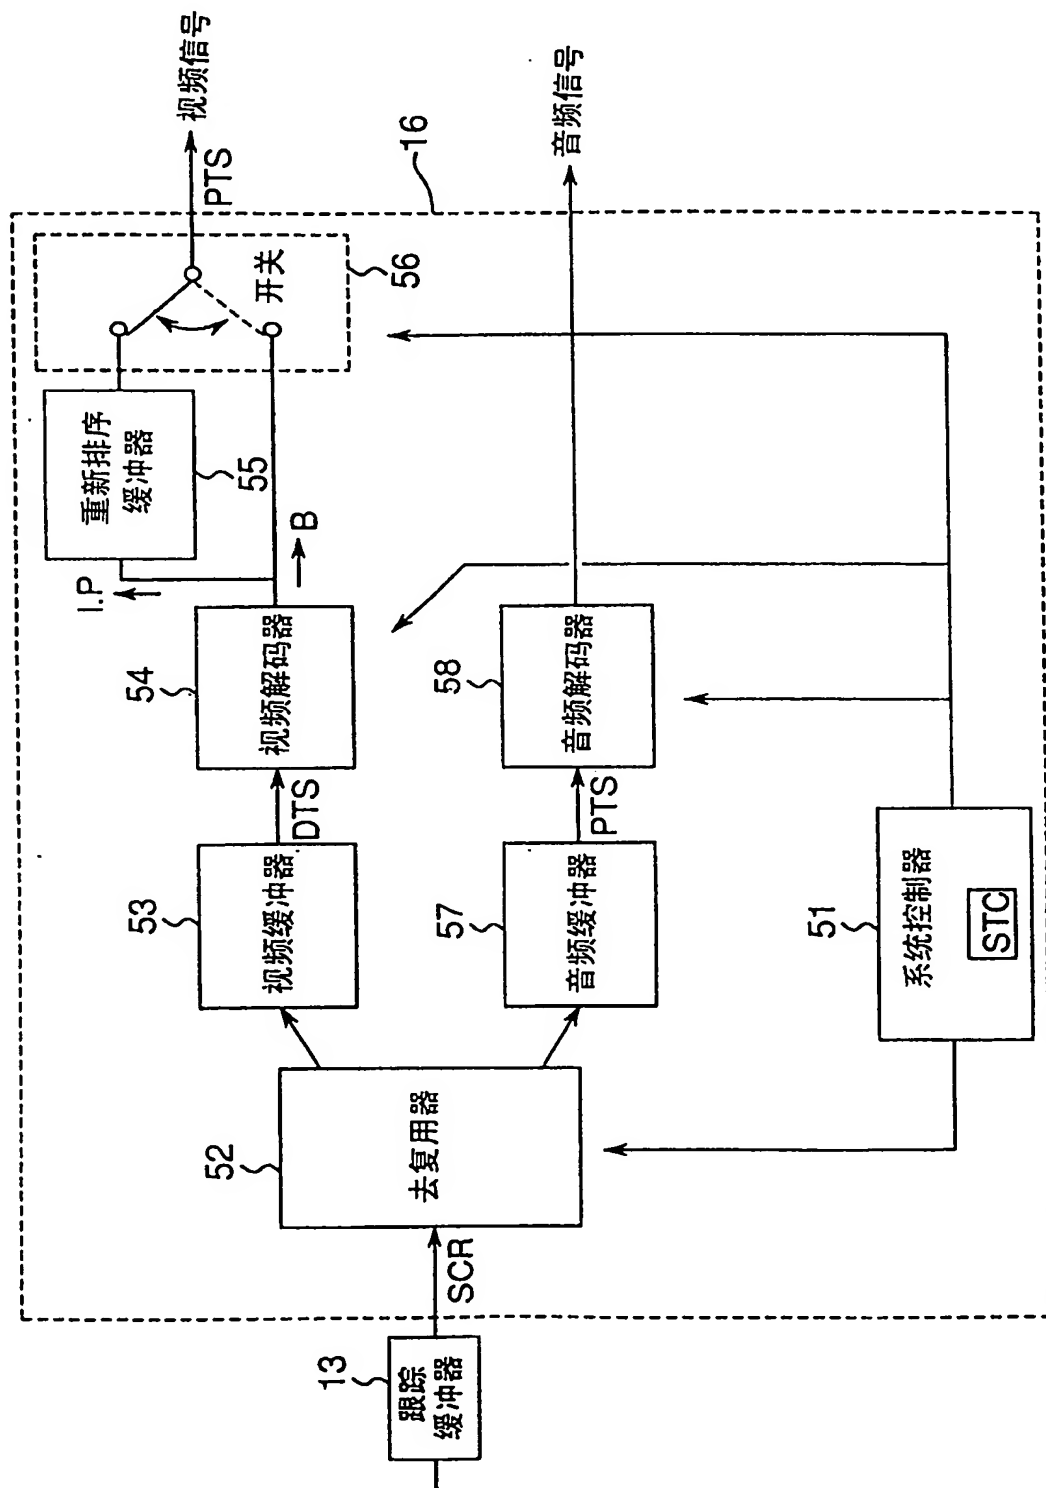 13
跟踪
缓冲器
SCR
16
52
去复用器
53
视频缓冲器
DTS
54
视频解码器
I.P
B
重新排序
缓冲器
55
开关
56
PTS
视频信号
57
音频缓冲器
PTS
58
音频解码器
音频信号
51
系统控制器
STC